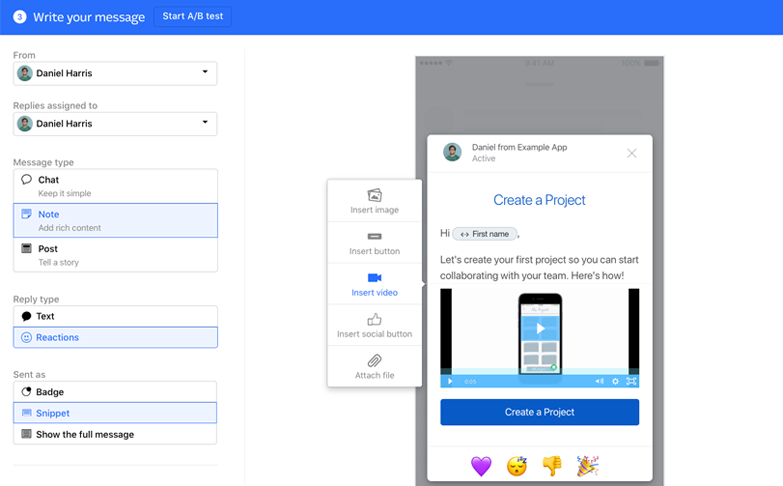 3 Write your message Start A/B test
From
Daniel Harris
Replies assigned to
Daniel Harris
Message type
Chat
Keep it simple
Note
Add rich content
Post
Tell a story
Reply type
Text
Reactions
Sent as
Badge
Snippet
Show the full message
Insert image
Insert button
Insert video
Insert social button
Attach file
9:41 AM 100%
Daniel from Example App
Active
Create a Project
Hi First name,
Let's create your first project so you can start
collaborating with your team. Here's how!
0:05
Create a Project